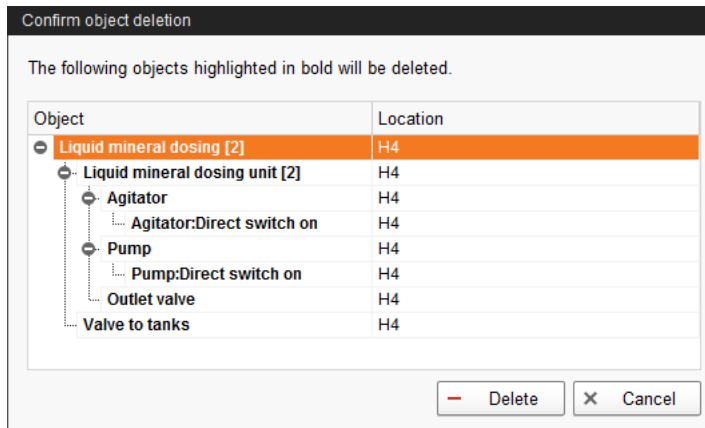 Confirm object deletion
The following objects highlighted in bold will be deleted.
Object Location
Liquid mineral dosing [2] H4
Liquid mineral dosing unit [2] H4
Agitator H4
Agitator:Direct switch on H4
Pump H4
Pump:Direct switch on H4
Outlet valve H4
Valve to tanks H4
Delete Cancel